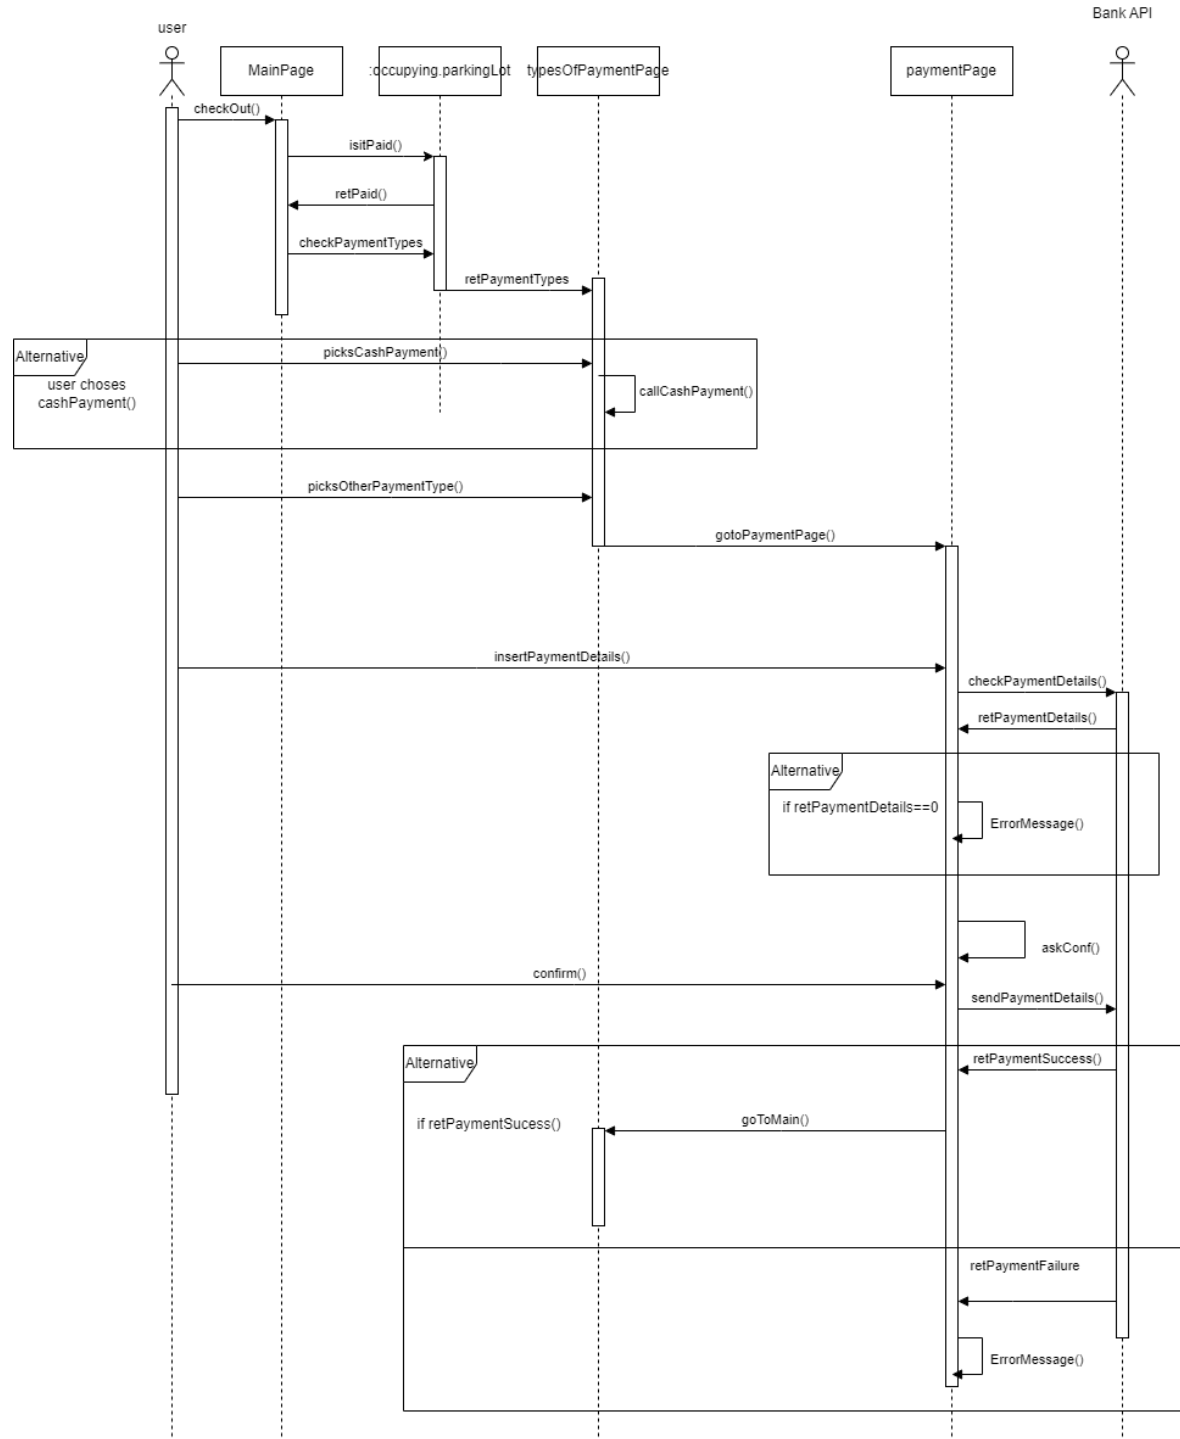 Bank API
user
MainPage
:occupying.parkingLot
typesOfPaymentPage
paymentPage
checkOut()
isitPaid()
retPaid()
checkPaymentTypes
retPaymentTypes
Alternative
picksCashPayment()
user choses
cashPayment()
callCashPayment()
picksOtherPaymentType()
gotoPaymentPage()
insertPaymentDetails()
checkPaymentDetails()
retPaymentDetails()
Alternative
if retPaymentDetails==0
ErrorMessage()
askConf()
confirm()
sendPaymentDetails()
Alternative
retPaymentSuccess()
if retPaymentSucess()
goToMain()
retPaymentFailure
ErrorMessage()